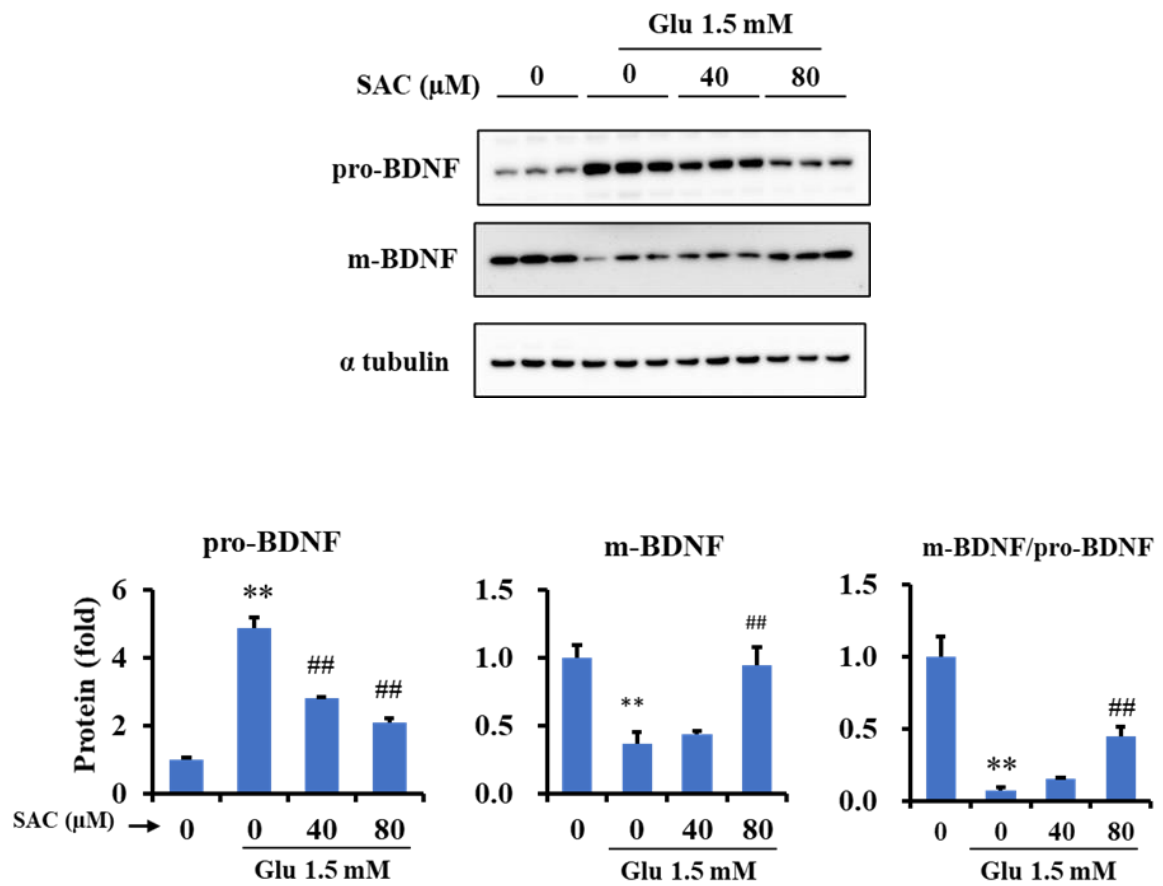 Glu 1.5 mM
SAC (μM) 0 0 40 80
pro-BDNF
m-BDNF
α tubulin
pro-BDNF m-BDNF m-BDNF/pro-BDNF
Protein (fold)
6
4
2
0
**
##
##
1.5
1.0
0.5
0.0
**
##
1.5
1.0
0.5
0.0
**
##
SAC (μM) → 0 0 40 80 0 0 40 80 0 0 40 80
Glu 1.5 mM Glu 1.5 mM Glu 1.5 mM